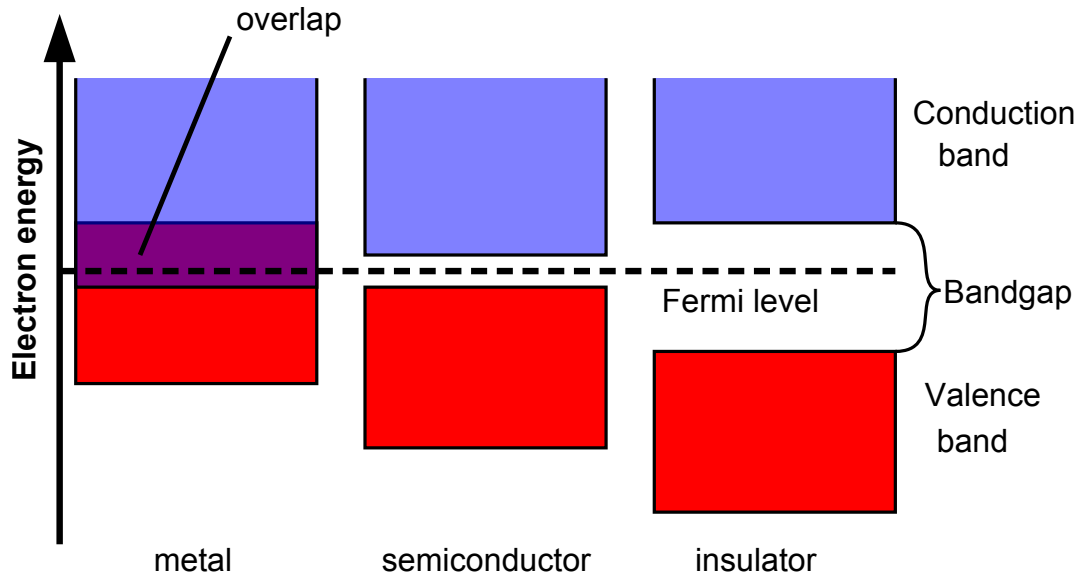 overlap
Electron energy
Conduction
band
Fermi level
Bandgap
Valence
band
metal
semiconductor
insulator